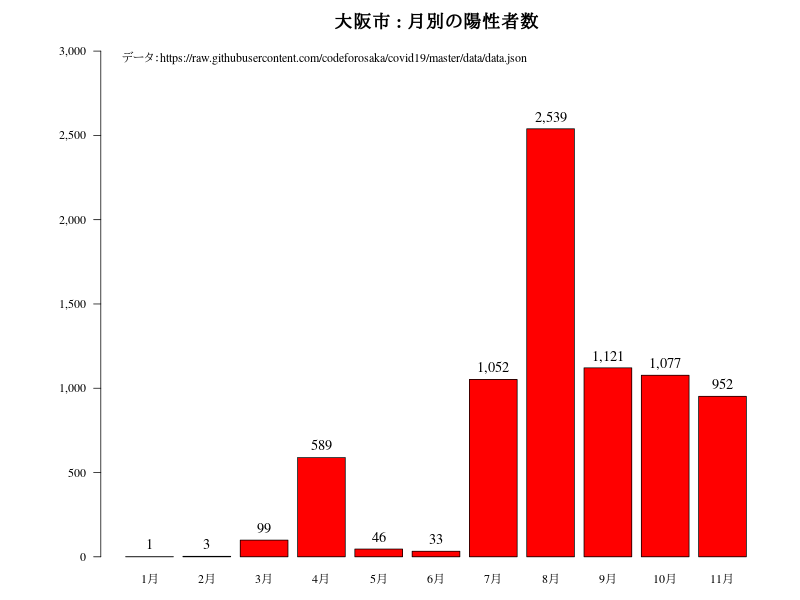 大阪市 : 月別の陽性者数
データ:https://raw.githubusercontent.com/codeforosaka/covid19/master/data/data.json
3,000
2,500
2,000
1,500
1,000
500
0
1
3
99
589
46
33
1,052
2,539
1,121
1,077
952
1月
2月
3月
4月
5月
6月
7月
8月
9月
10月
11月